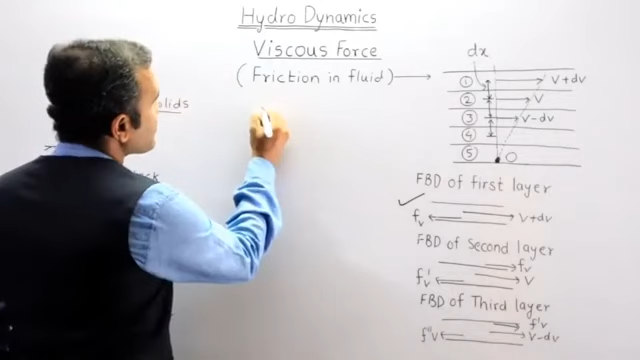 Hydro Dynamics
Viscous Force
(Friction in fluid)
olids
dx
① V+dv
② V
③ V-dv
④
⑤ O
FBD of first layer
fv V+dv
FBD of Second layer
fv
fv' V
FBD of Third layer
f'v
f"v V-dv